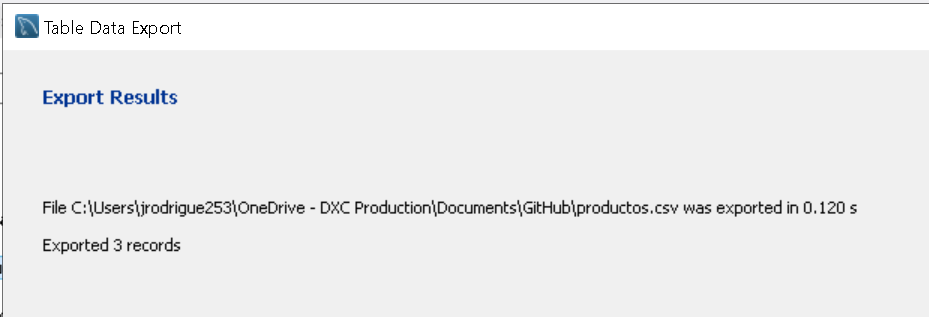 Table Data Export
Export Results
File C:\Users\jrodrigue253\OneDrive - DXC Production\Documents\GitHub\productos.csv was exported in 0.120 s
Exported 3 records